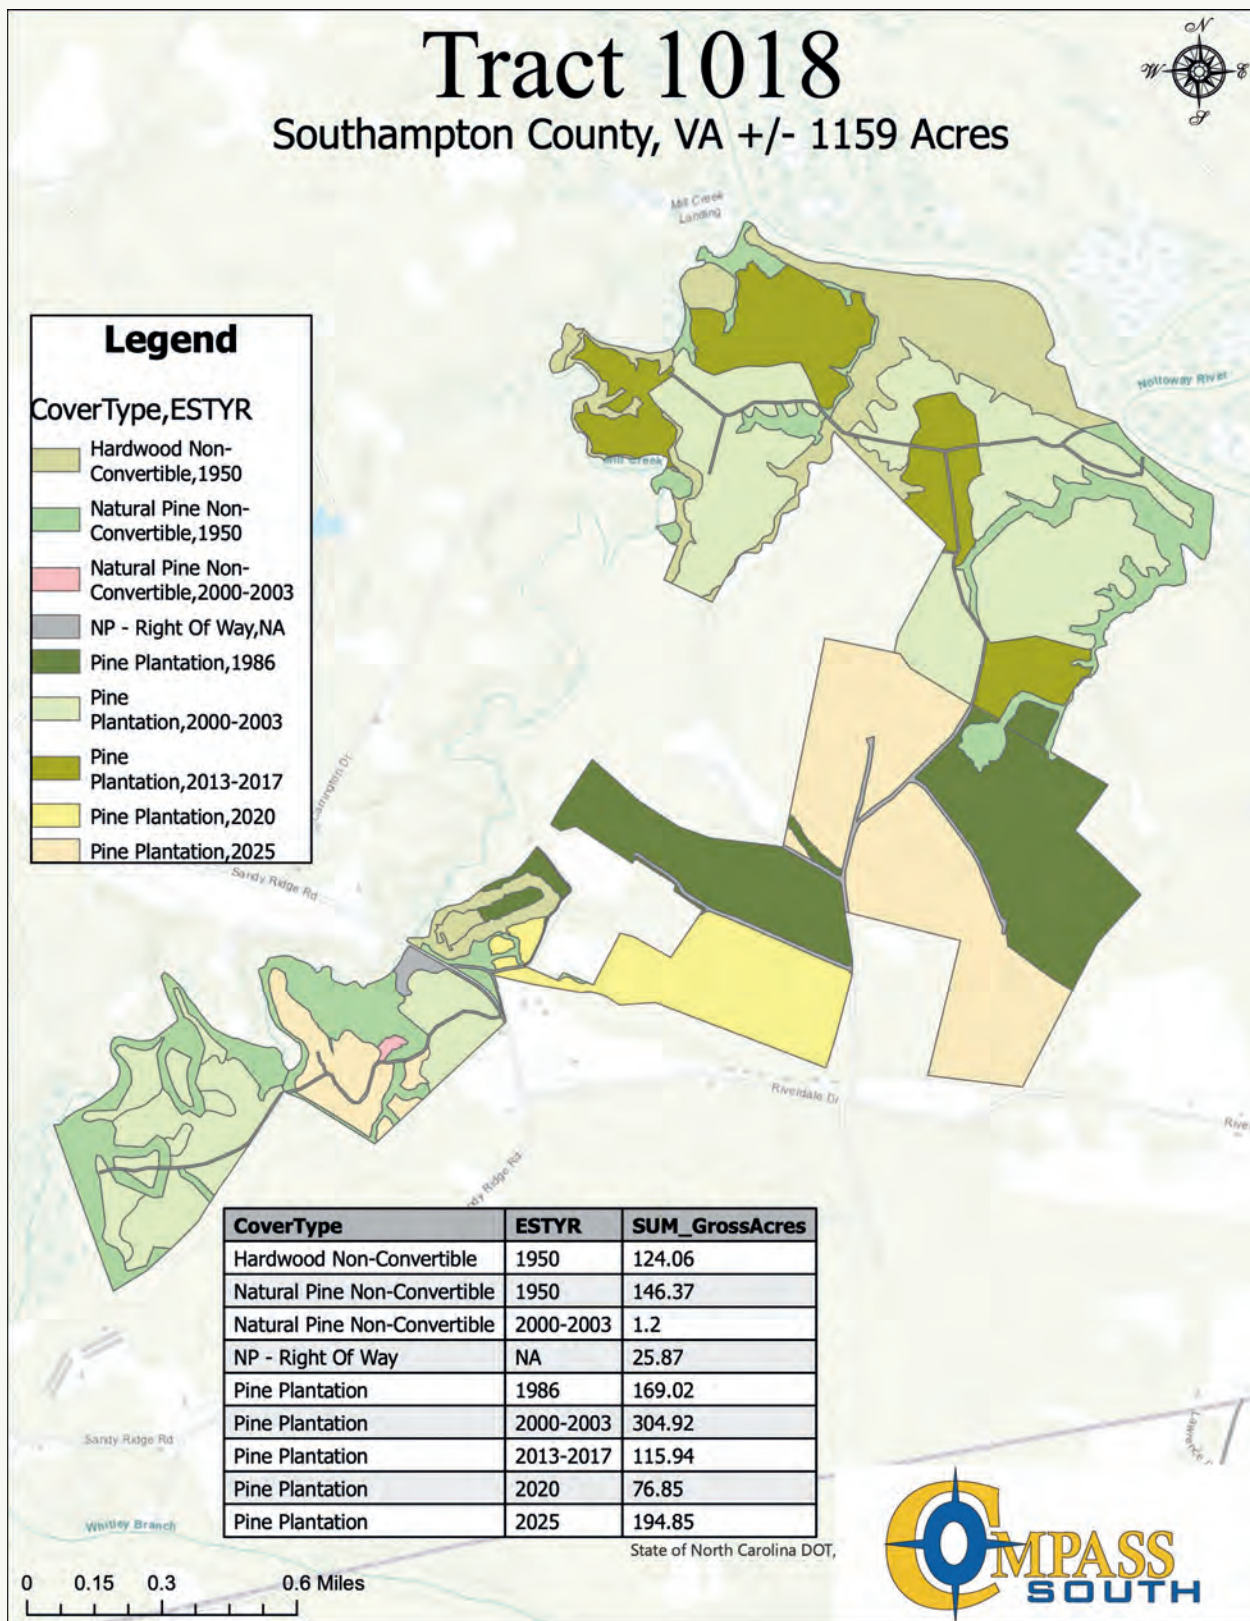 Tract 1018
Southampton County, VA +/- 1159 Acres
N
W
E
S
Mill Creek
Landing
Nottoway River
Mill Creek
Legend
CoverType,ESTYR
Hardwood Non-
Convertible,1950
Natural Pine Non-
Convertible,1950
Natural Pine Non-
Convertible,2000-2003
NP - Right Of Way,NA
Pine Plantation,1986
Pine
Plantation,2000-2003
Pine
Plantation,2013-2017
Pine Plantation,2020
Pine Plantation,2025
Carrington Dr
Sandy Ridge Rd
Riverdale Dr
River
dy Ridge Rd
CoverType ESTYR SUM_GrossAcres
Hardwood Non-Convertible 1950 124.06
Natural Pine Non-Convertible 1950 146.37
Natural Pine Non-Convertible 2000-2003 1.2
NP - Right Of Way NA 25.87
Pine Plantation 1986 169.02
Pine Plantation 2000-2003 304.92
Pine Plantation 2013-2017 115.94
Pine Plantation 2020 76.85
Pine Plantation 2025 194.85
Sandy Ridge Rd
Whitley Branch
State of North Carolina DOT,
COMPASS
SOUTH
0 0.15 0.3 0.6 Miles